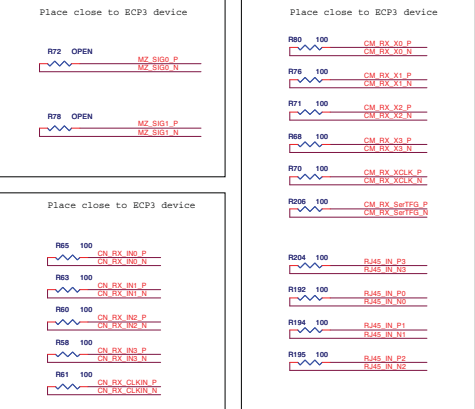 Place close to ECP3 device
R72 OPEN
MZ_SIG0_P
MZ_SIG0_N
R78 OPEN
MZ_SIG1_P
MZ_SIG1_N
Place close to ECP3 device
R65 100
CN_RX_IN0_P
CN_RX_IN0_N
R63 100
CN_RX_IN1_P
CN_RX_IN1_N
R60 100
CN_RX_IN2_P
CN_RX_IN2_N
R58 100
CN_RX_IN3_P
CN_RX_IN3_N
R61 100
CN_RX_CLKIN_P
CN_RX_CLKIN_N
Place close to ECP3 device
R80 100
CM_RX_X0_P
CM_RX_X0_N
R76 100
CM_RX_X1_P
CM_RX_X1_N
R71 100
CM_RX_X2_P
CM_RX_X2_N
R68 100
CM_RX_X3_P
CM_RX_X3_N
R70 100
CM_RX_XCLK_P
CM_RX_XCLK_N
R206 100
CM_RX_SerTFG_P
CM_RX_SerTFG_N
R204 100
RJ45_IN_P3
RJ45_IN_N3
R192 100
RJ45_IN_P0
RJ45_IN_N0
R194 100
RJ45_IN_P1
RJ45_IN_N1
R195 100
RJ45_IN_P2
RJ45_IN_N2